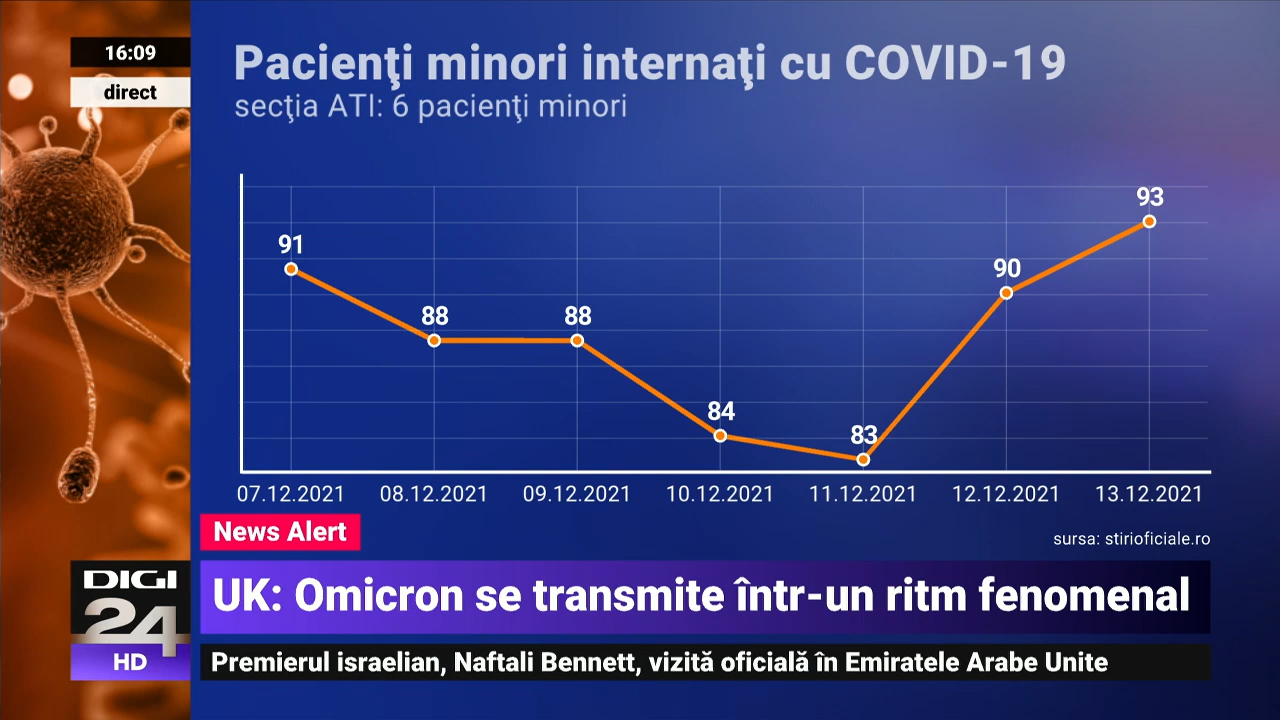 16:09
direct
Pacienţi minori internaţi cu COVID-19
secţia ATI: 6 pacienţi minori
91
88
88
84
83
90
93
07.12.2021
08.12.2021
09.12.2021
10.12.2021
11.12.2021
12.12.2021
13.12.2021
News Alert
sursa: stirioficiale.ro
DIGI
24
HD
UK: Omicron se transmite într-un ritm fenomenal
Premierul israelian, Naftali Bennett, vizită oficială în Emiratele Arabe Unite